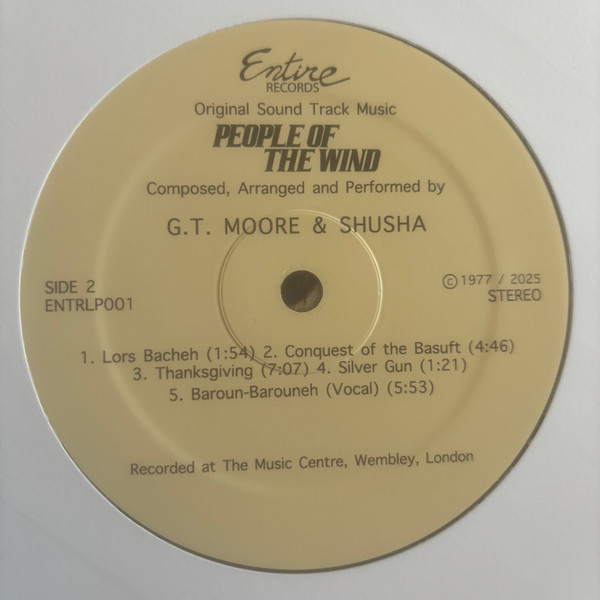 Entire
RECORDS
Original Sound Track Music
PEOPLE OF
THE WIND
Composed, Arranged and Performed by
G.T. MOORE & SHUSHA
SIDE 2
ENTRLP001
© 1977 / 2025
STEREO
1. Lors Bacheh (1:54) 2. Conquest of the Basuft (4:46)
3. Thanksgiving (7:07) 4. Silver Gun (1:21)
5. Baroun-Barouneh (Vocal) (5:53)
Recorded at The Music Centre, Wembley, London